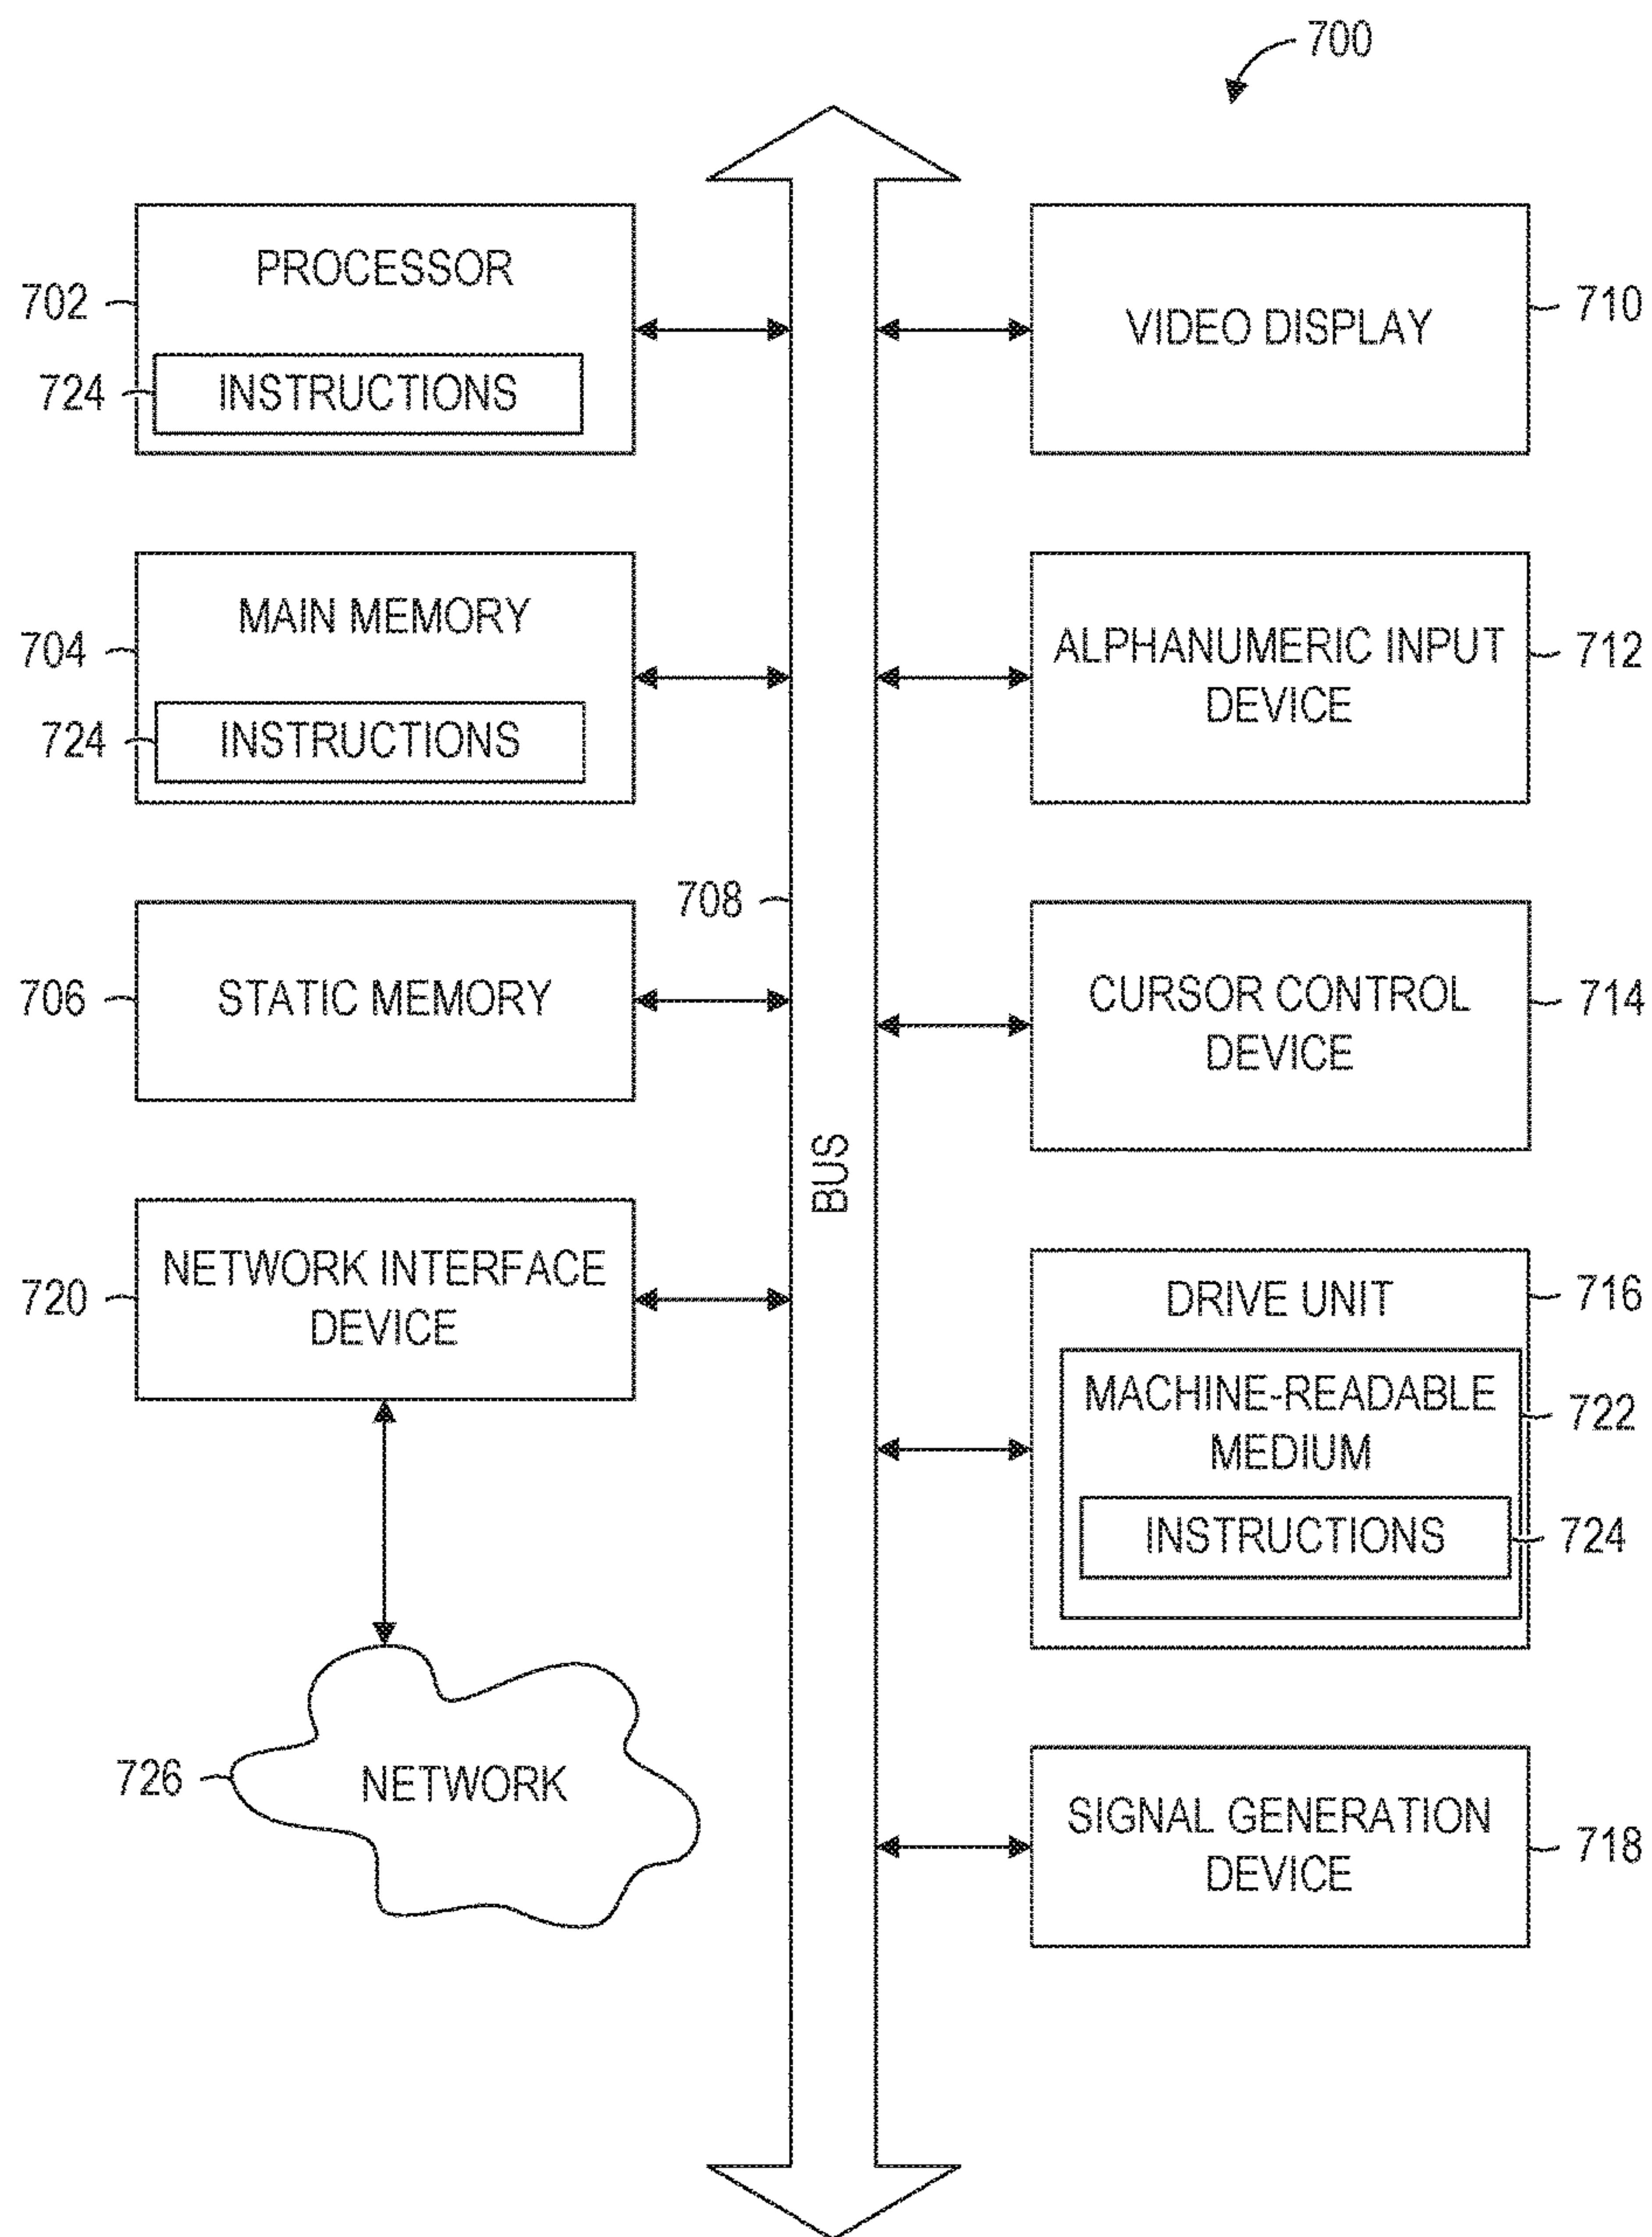 700
PROCESSOR
702
724
INSTRUCTIONS
VIDEO DISPLAY
710
MAIN MEMORY
704
724
INSTRUCTIONS
ALPHANUMERIC INPUT
DEVICE
712
708
706
STATIC MEMORY
CURSOR CONTROL
DEVICE
714
BUS
720
NETWORK INTERFACE
DEVICE
DRIVE UNIT
716
MACHINE-READABLE
MEDIUM
722
INSTRUCTIONS
724
726
NETWORK
SIGNAL GENERATION
DEVICE
718